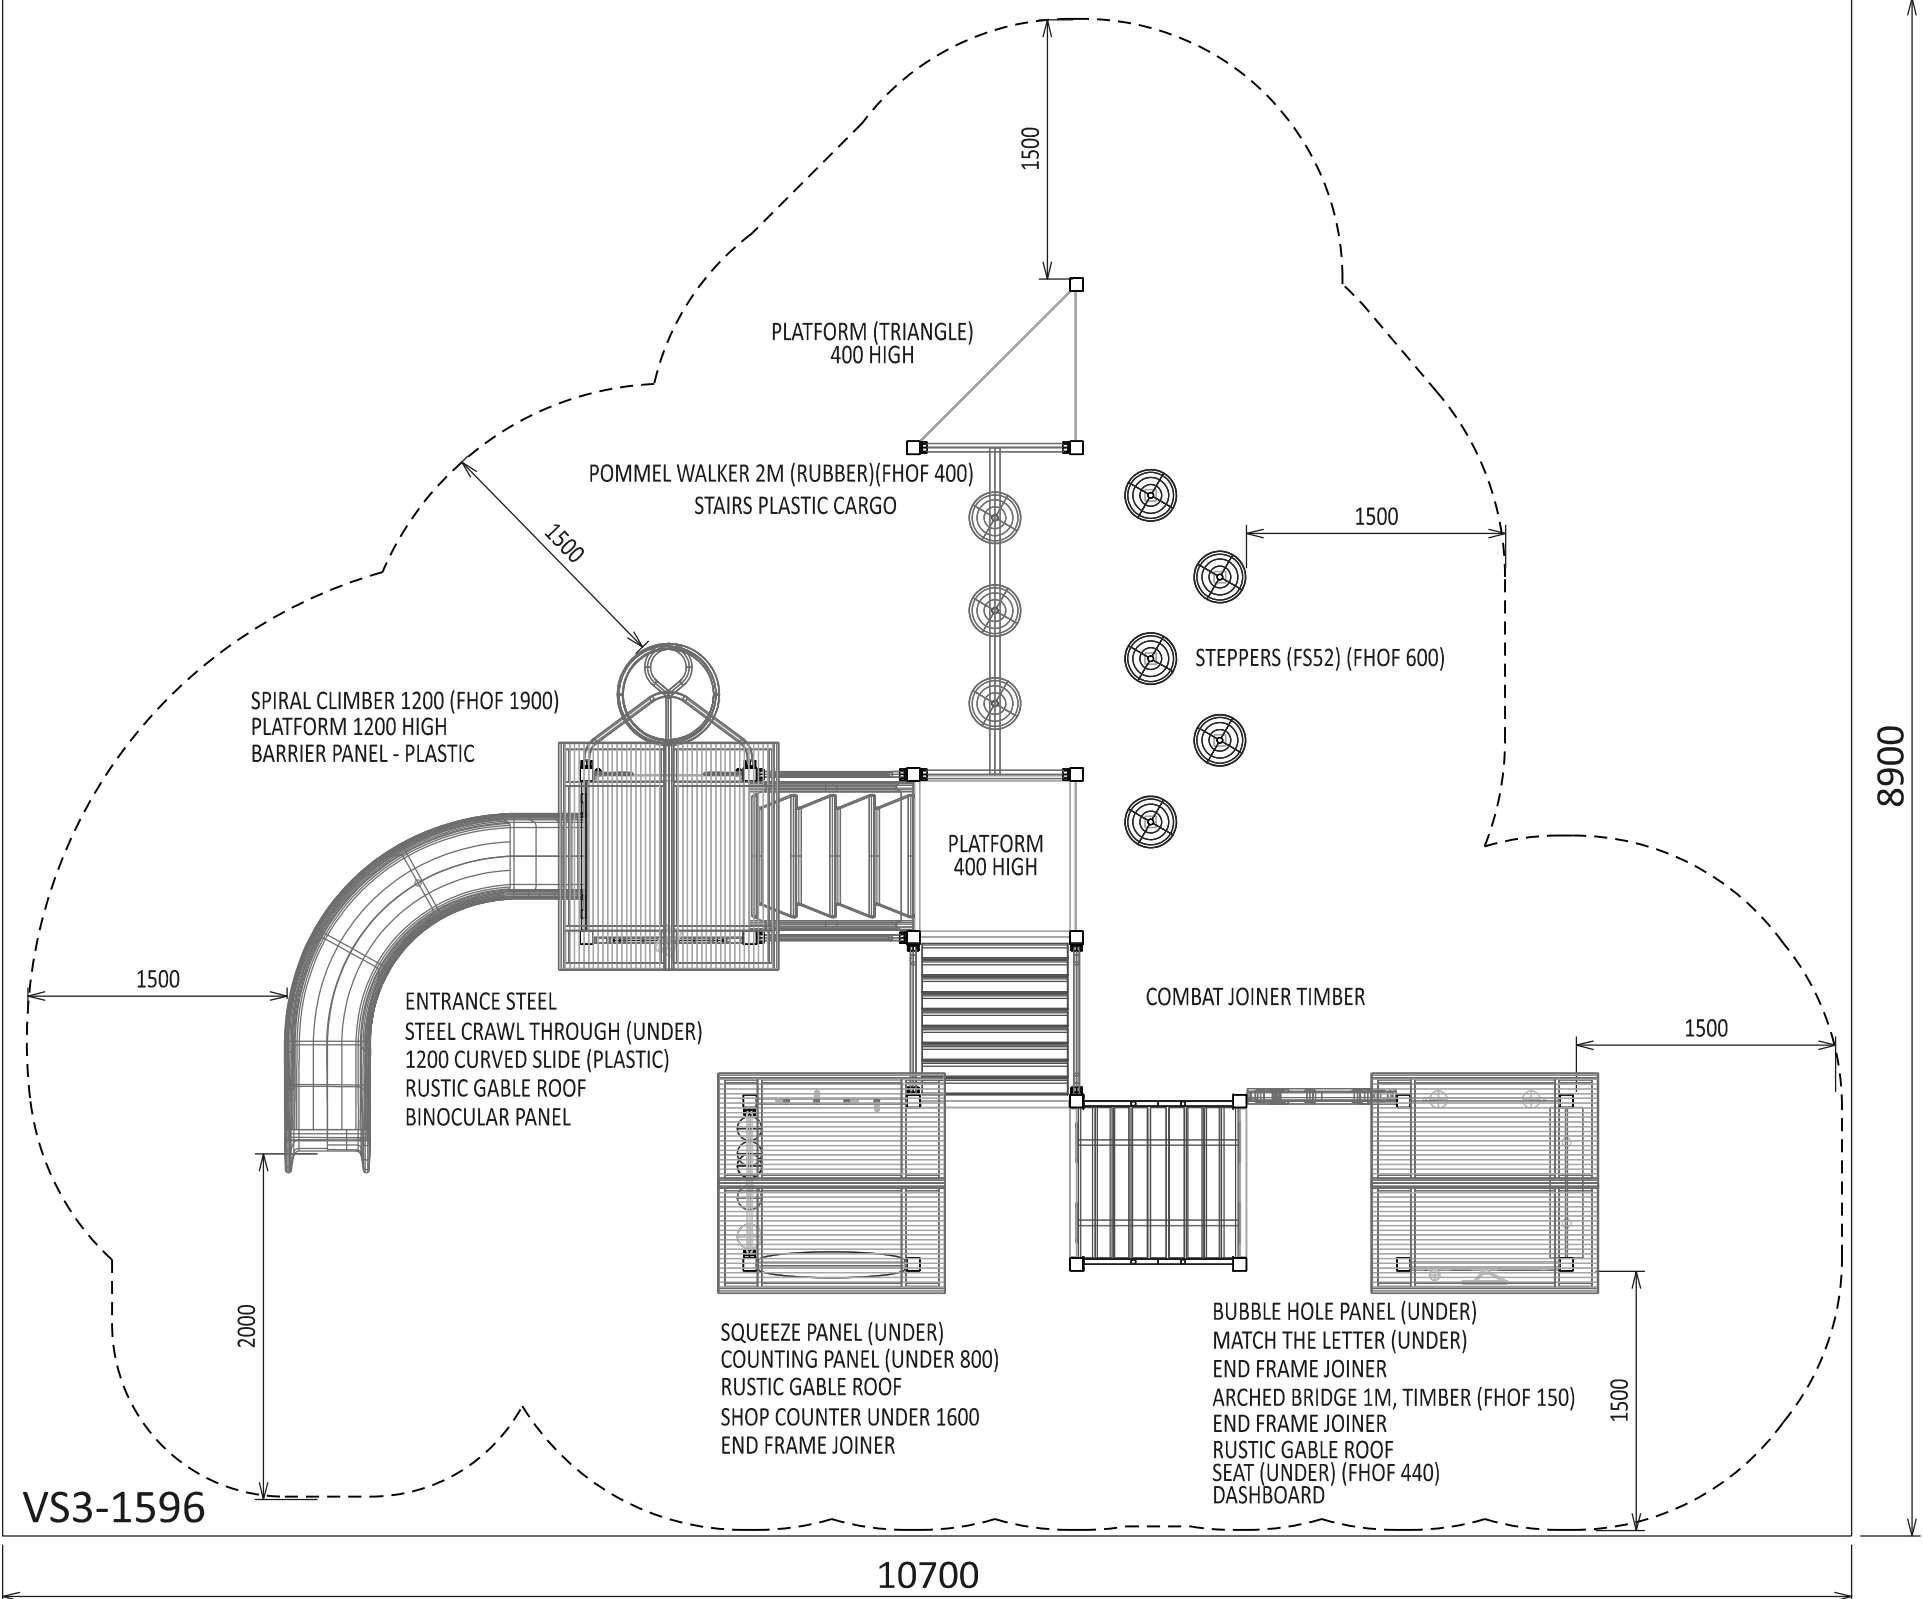 1500
PLATFORM (TRIANGLE)
400 HIGH
POMMEL WALKER 2M (RUBBER)(FHOF 400)
STAIRS PLASTIC CARGO
1500
1500
STEPPERS (FS52) (FHOF 600)
SPIRAL CLIMBER 1200 (FHOF 1900)
PLATFORM 1200 HIGH
BARRIER PANEL - PLASTIC
8900
PLATFORM
400 HIGH
1500
ENTRANCE STEEL
STEEL CRAWL THROUGH (UNDER)
1200 CURVED SLIDE (PLASTIC)
RUSTIC GABLE ROOF
BINOCULAR PANEL
COMBAT JOINER TIMBER
1500
2000
SQUEEZE PANEL (UNDER)
COUNTING PANEL (UNDER 800)
RUSTIC GABLE ROOF
SHOP COUNTER UNDER 1600
END FRAME JOINER
BUBBLE HOLE PANEL (UNDER)
MATCH THE LETTER (UNDER)
END FRAME JOINER
ARCHED BRIDGE 1M, TIMBER (FHOF 150)
END FRAME JOINER
RUSTIC GABLE ROOF
SEAT (UNDER) (FHOF 440)
DASHBOARD
1500
VS3-1596
10700